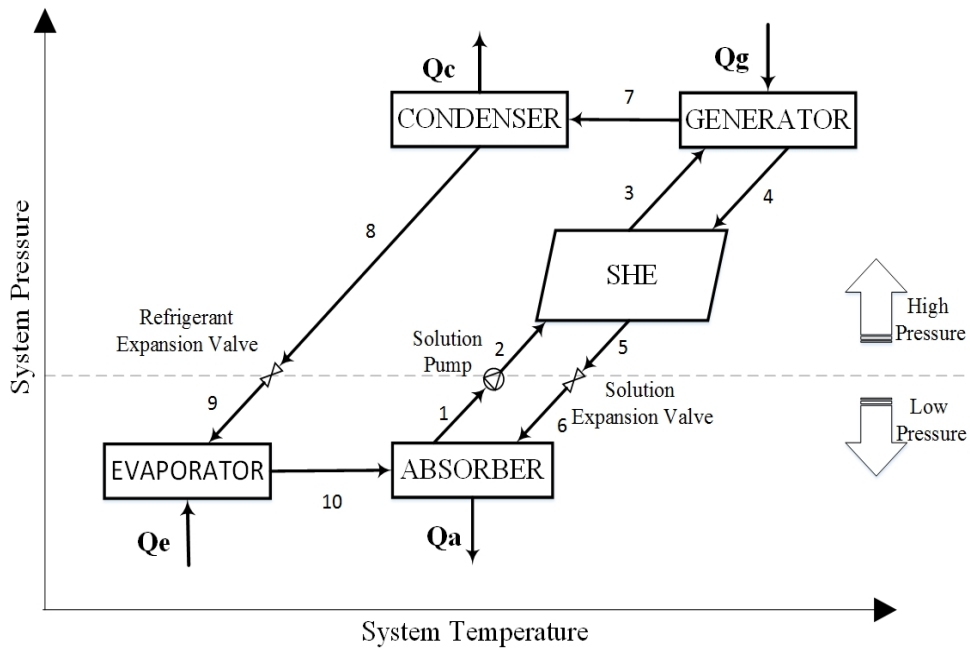 Qc
Qg
CONDENSER
7
GENERATOR
3
4
8
SHE
System Pressure
Refrigerant
Expansion Valve
Solution
Pump
2
5
High
Pressure
9
1
6
Solution
Expansion Valve
Low
Pressure
EVAPORATOR
ABSORBER
10
Qe
Qa
System Temperature